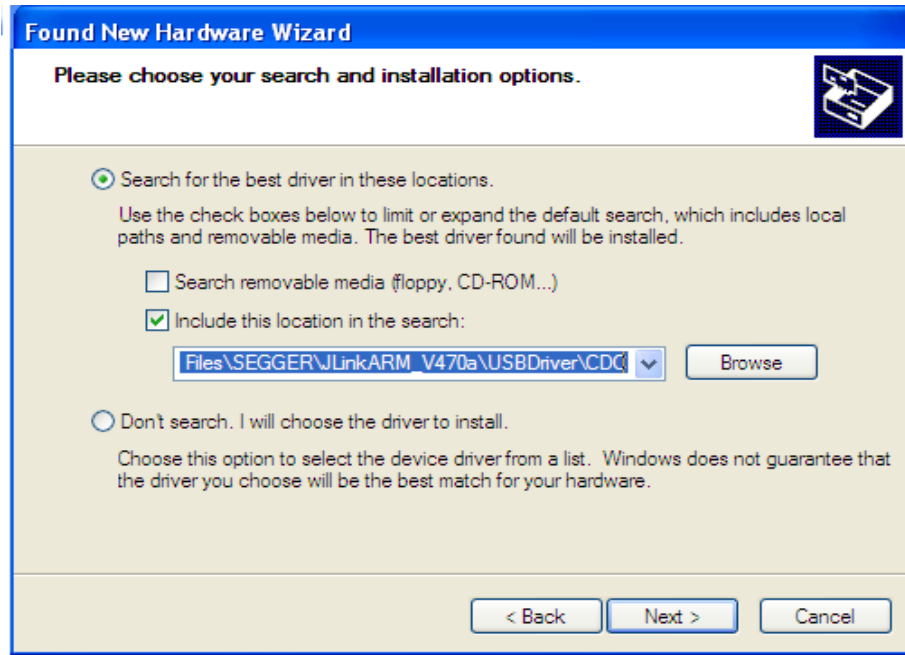 Found New Hardware Wizard
Please choose your search and installation options.
Search for the best driver in these locations.
Use the check boxes below to limit or expand the default search, which includes local
paths and removable media. The best driver found will be installed.
Search removable media (floppy, CD-ROM...)
Include this location in the search:
Files\SEGGER\JLinkARM_V470a\USBDriver\CDC
Browse
Don't search. I will choose the driver to install.
Choose this option to select the device driver from a list. Windows does not guarantee that
the driver you choose will be the best match for your hardware.
< Back
Next >
Cancel